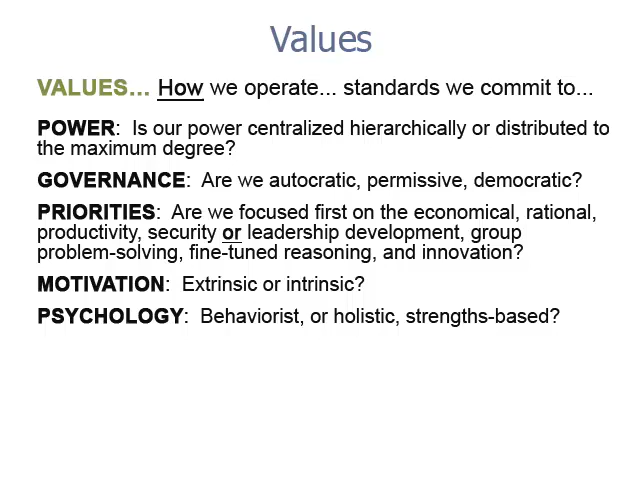 Values
VALUES... How we operate... standards we commit to...
POWER: Is our power centralized hierarchically or distributed to
the maximum degree?
GOVERNANCE: Are we autocratic, permissive, democratic?
PRIORITIES: Are we focused first on the economical, rational,
productivity, security or leadership development, group
problem-solving, fine-tuned reasoning, and innovation?
MOTIVATION: Extrinsic or intrinsic?
PSYCHOLOGY: Behaviorist, or holistic, strengths-based?